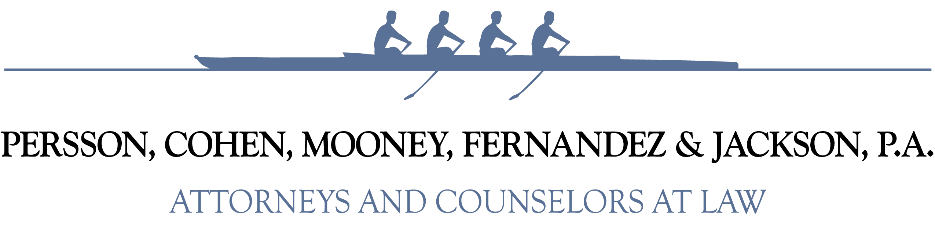 PERSSON, COHEN, MOONEY, FERNANDEZ & JACKSON, P.A.
ATTORNEYS AND COUNSELORS AT LAW